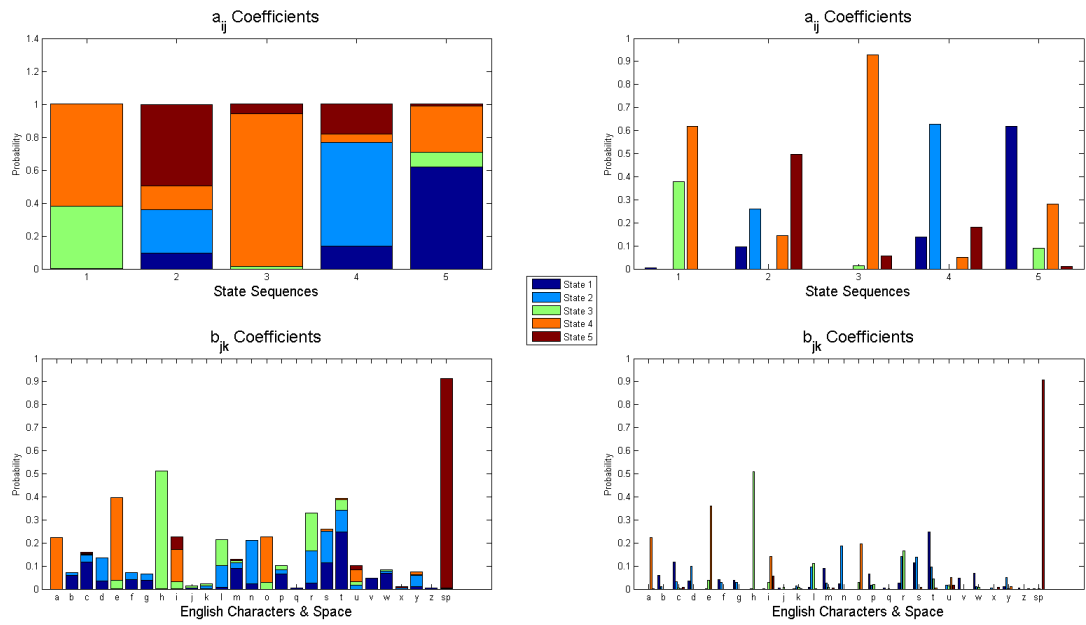 a_ij Coefficients
1.4
1.2
1
0.8
0.6
0.4
0.2
0
Probability
1 2 3 4 5
State Sequences
a_ij Coefficients
1
0.9
0.8
0.7
0.6
0.5
0.4
0.3
0.2
0.1
0
Probability
1 2 3 4 5
State Sequences
State 1
State 2
State 3
State 4
State 5
b_jk Coefficients
1
0.9
0.8
0.7
0.6
0.5
0.4
0.3
0.2
0.1
0
Probability
a b c d e f g h i j k l m n o p q r s t u v w x y z sp
English Characters & Space
b_jk Coefficients
1
0.9
0.8
0.7
0.6
0.5
0.4
0.3
0.2
0.1
0
Probability
a b c d e f g h i j k l m n o p q r s t u v w x y z sp
English Characters & Space